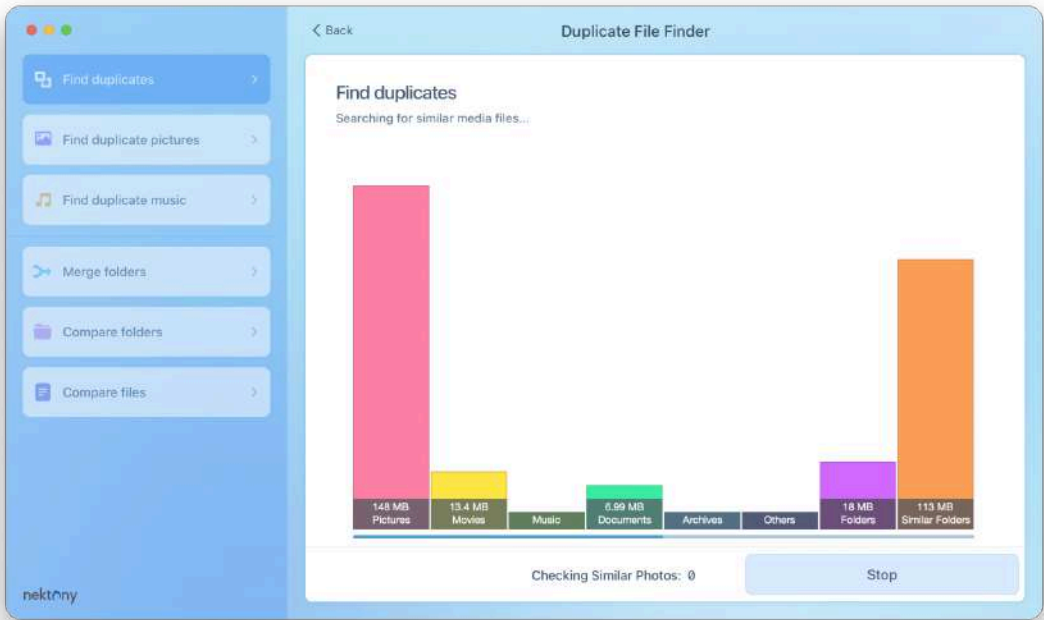 Back
Duplicate File Finder
Find duplicates
Find duplicate pictures
Find duplicate music
Merge folders
Compare folders
Compare files
nektony
Find duplicates
Searching for similar media files...
148 MB
Pictures
13.4 MB
Movies
Music
6.99 MB
Documents
Archives
Others
18 MB
Folders
113 MB
Similar Folders
Checking Similar Photos: 0
Stop